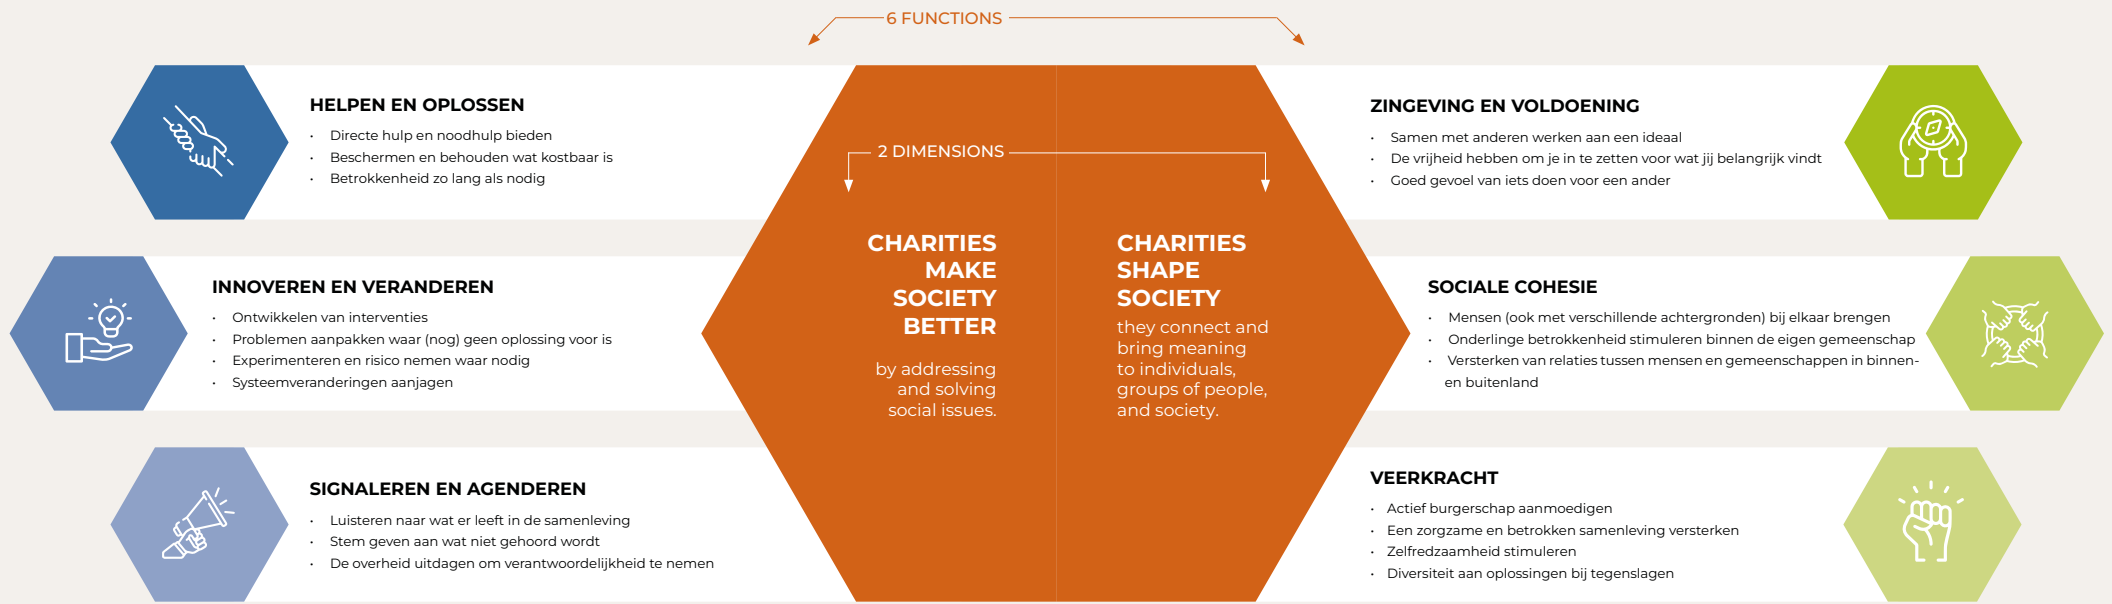 6 FUNCTIONS
HELPEN EN OPLOSSEN
• Directe hulp en noodhulp bieden
• Beschermen en behouden wat kostbaar is
• Betrokkenheid zo lang als nodig
INNOVEREN EN VERANDEREN
• Ontwikkelen van interventies
• Problemen aanpakken waar (nog) geen oplossing voor is
• Experimenteren en risico nemen waar nodig
• Systeemveranderingen aanjagen
SIGNALEREN EN AGENDEREN
• Luisteren naar wat er leeft in de samenleving
• Stem geven aan wat niet gehoord wordt
• De overheid uitdagen om verantwoordelijkheid te nemen
2 DIMENSIONS
CHARITIES
MAKE
SOCIETY
BETTER
by addressing
and solving
social issues.
CHARITIES
SHAPE
SOCIETY
they connect and
bring meaning
to individuals,
groups of people,
and society.
ZINGEVING EN VOLDOENING
• Samen met anderen werken aan een ideaal
• De vrijheid hebben om je in te zetten voor wat jij belangrijk vindt
• Goed gevoel van iets doen voor een ander
SOCIALE COHESIE
• Mensen (ook met verschillende achtergronden) bij elkaar brengen
• Onderlinge betrokkenheid stimuleren binnen de eigen gemeenschap
• Versterken van relaties tussen mensen en gemeenschappen in binnen-
en buitenland
VEERKRACHT
• Actief burgerschap aanmoedigen
• Een zorgzame en betrokken samenleving versterken
• Zelfredzaamheid stimuleren
• Diversiteit aan oplossingen bij tegenslagen